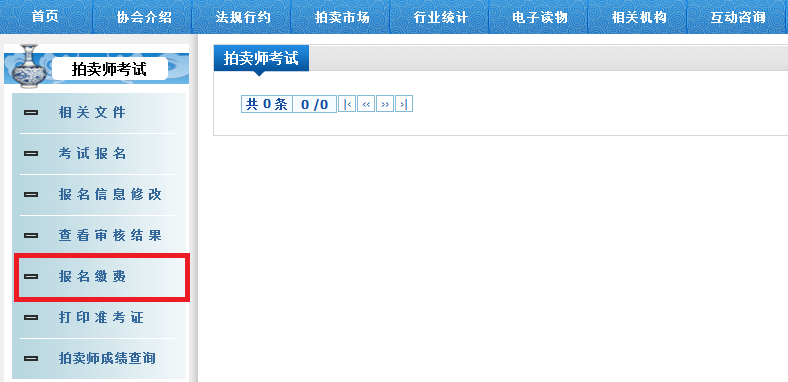 首页 协会介绍 法规行约 拍卖市场 行业统计 电子读物 相关机构 互动咨询
拍卖师考试
相关文件
考试报名
报名信息修改
查看审核结果
报名缴费
打印准考证
拍卖师成绩查询
拍卖师考试
共 0 条 0 /0 |‹ ‹‹ ›› ›|